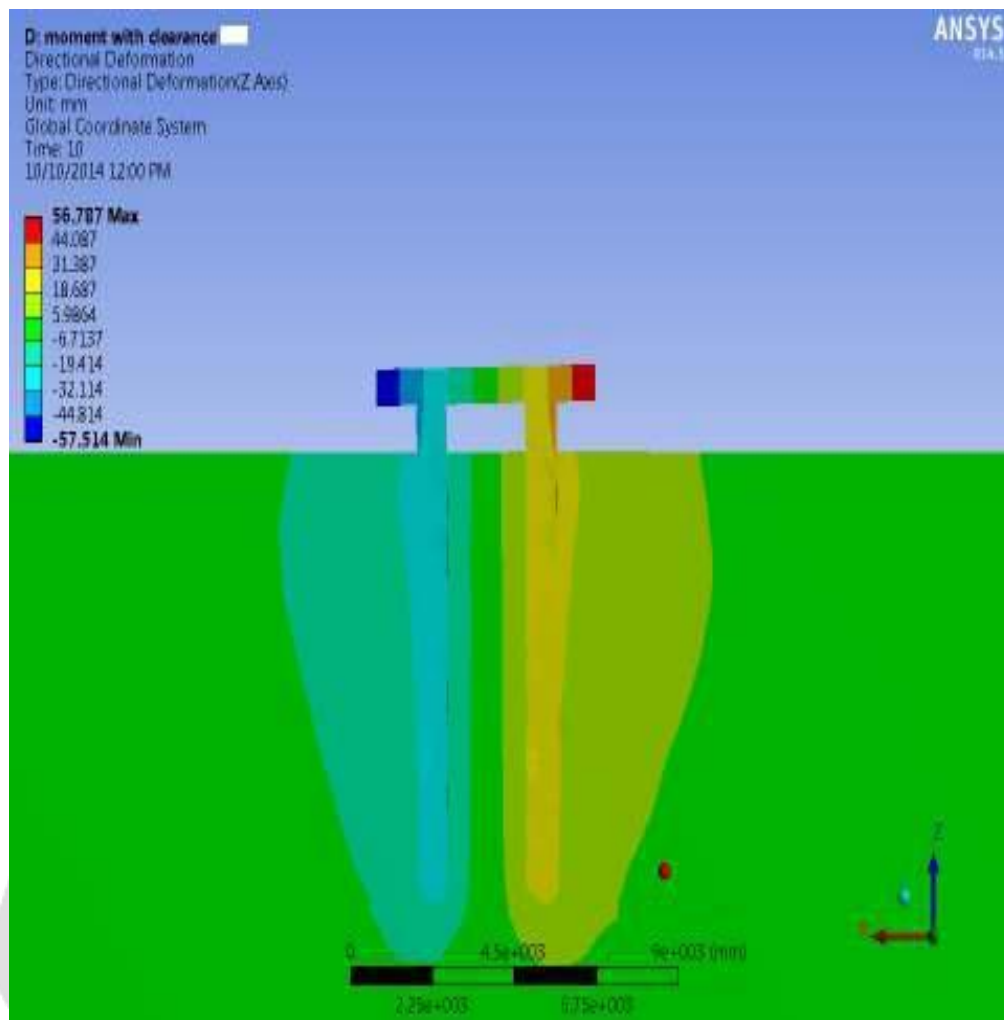 D: moment with clearance
Directional Deformation
Type: Directional Deformation(Z Axis)
Unit: mm
Global Coordinate System
Time: 10
10/10/2014 12:00 PM
ANSYS
56.787 Max
44.087
31.387
18.687
5.9864
-6.7137
-19.414
-32.114
-44.814
-57.514 Min
Z
0 4.5e+003 9e+003 (mm)
2.25e+003 6.75e+003